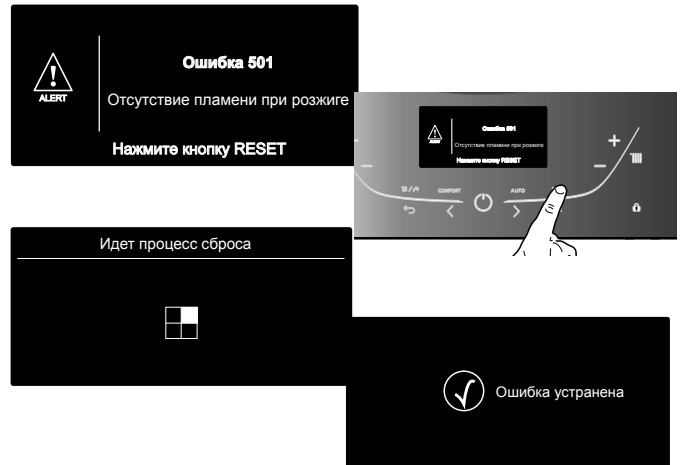 Ошибка 501
ALERT
Отсутствие пламени при розжиге
Нажмите кнопку RESET
Ошибка 501
ALERT
Отсутствие пламени при розжиге
Нажмите кнопку RESET
COMFORT
AUTO
Идет процесс сброса
Ошибка устранена